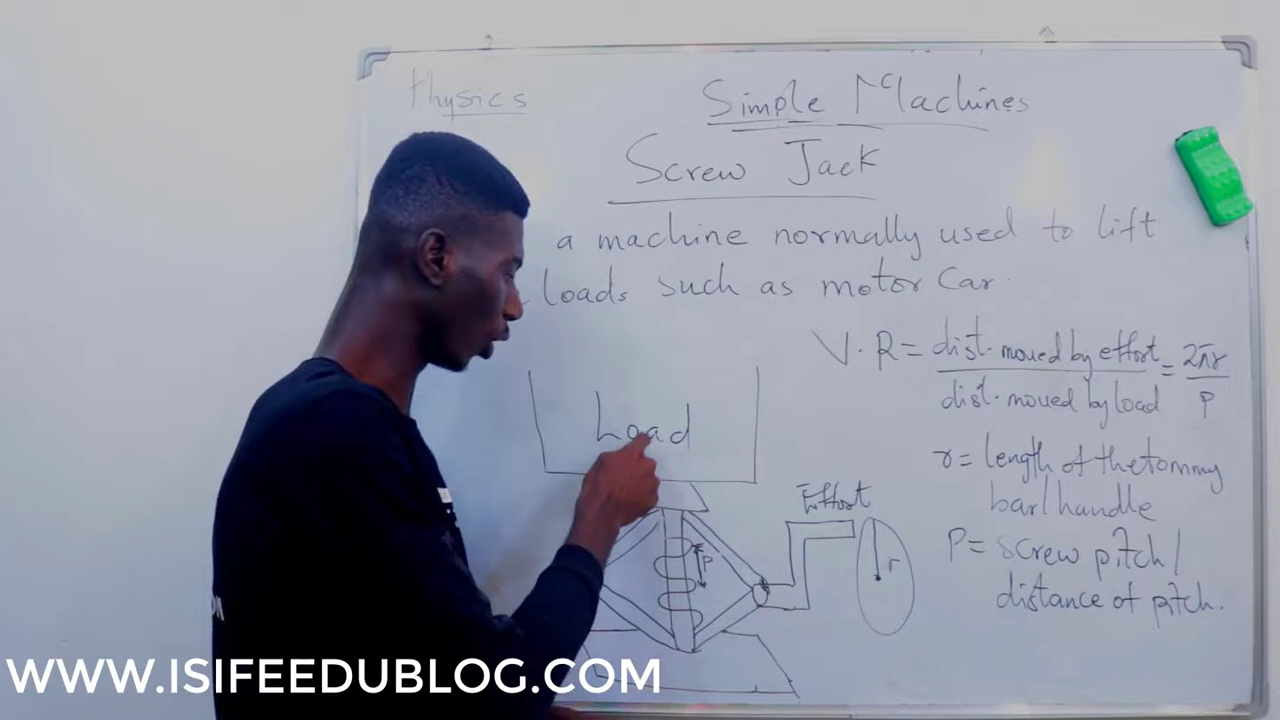 Physics
Simple Machines
Screw Jack
a machine normally used to lift
loads such as motor car.
V.R = dist. moved by effort = 2πr
dist. moved by load P
r = length of the tommy
bar/handle
P = screw pitch/
distance of pitch.
Load
Effort
P
r
WWW.ISIFEEDUBLOG.COM